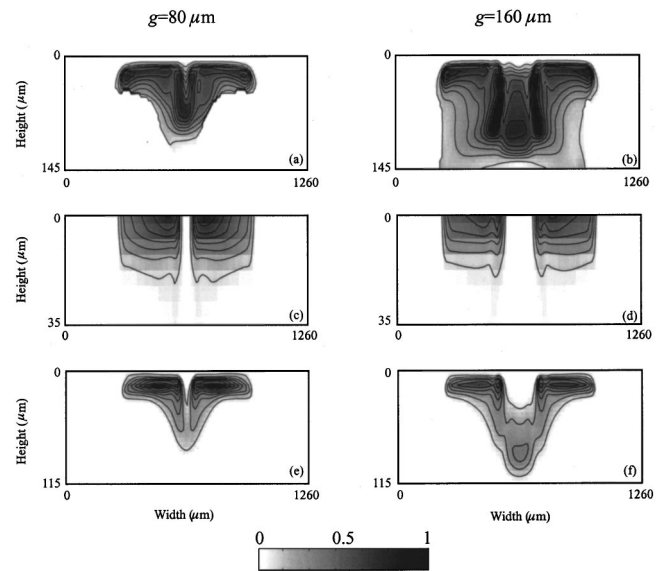 g=80 μm
g=160 μm
0
Height (μm)
145
0
1260
(a)
0
145
0
1260
(b)
0
Height (μm)
35
0
1260
(c)
0
35
0
1260
(d)
0
Height (μm)
115
0
1260
(e)
Width (μm)
0
115
0
1260
(f)
Width (μm)
0
0.5
1